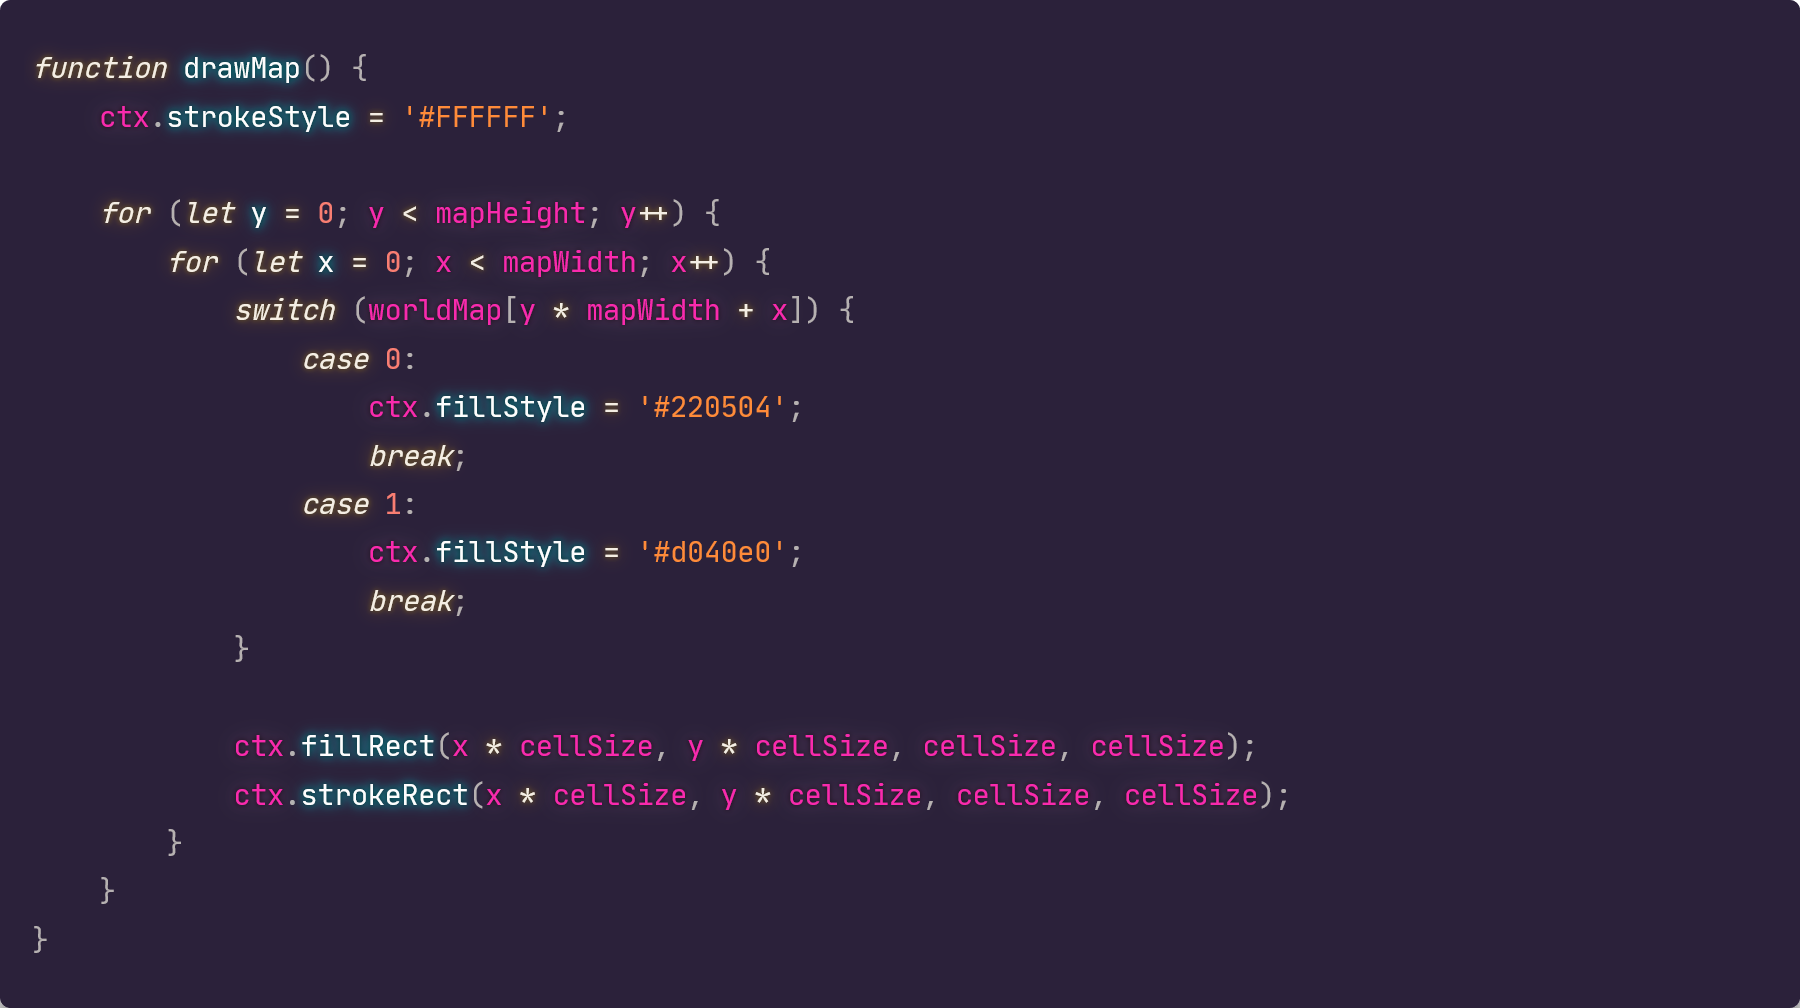 function drawMap() {
    ctx.strokeStyle = '#FFFFFF';

    for (let y = 0; y < mapHeight; y++) {
        for (let x = 0; x < mapWidth; x++) {
            switch (worldMap[y * mapWidth + x]) {
                case 0:
                    ctx.fillStyle = '#220504';
                    break;
                case 1:
                    ctx.fillStyle = '#d040e0';
                    break;
            }

            ctx.fillRect(x * cellSize, y * cellSize, cellSize, cellSize);
            ctx.strokeRect(x * cellSize, y * cellSize, cellSize, cellSize);
        }
    }
}